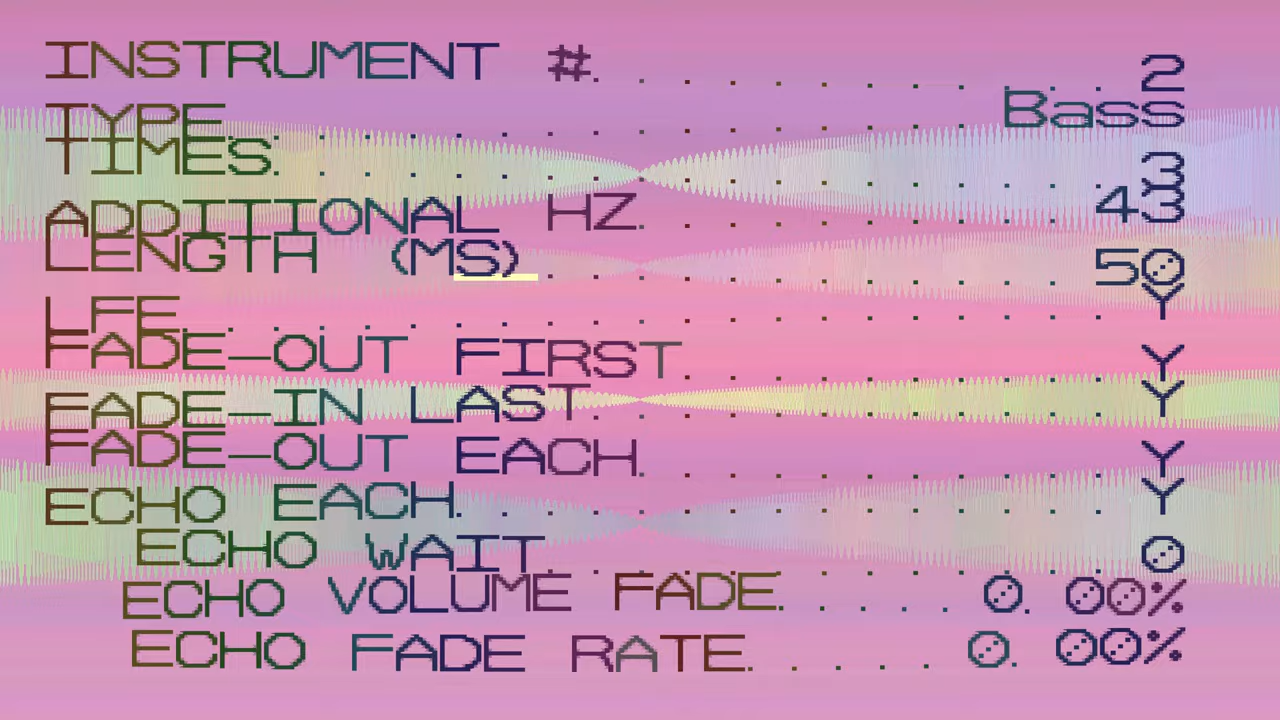 INSTRUMENT #............2
TYPE.................Bass
TIMES...................3
ADDITIONAL HZ...........43
LENGTH (MS)............50
LFE.....................Y
FADE-OUT FIRST..........Y
FADE-IN LAST............Y
FADE-OUT EACH...........Y
ECHO EACH...............Y
ECHO WAIT.............0
ECHO VOLUME FADE.....0.00%
ECHO FADE RATE.....0.00%